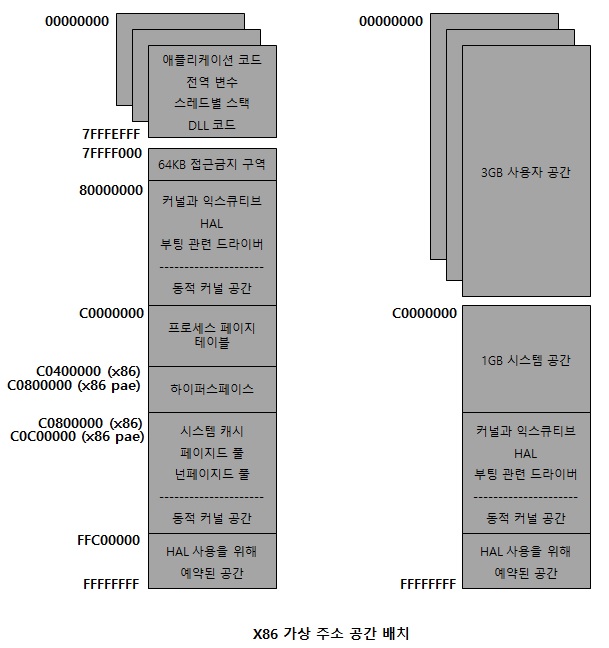 00000000
애플리케이션 코드
전역 변수
스레드별 스택
DLL 코드
7FFFEFFF
7FFFF000
64KB 접근금지 구역
80000000
커널과 익스큐티브
HAL
부팅 관련 드라이버
---------------------
동적 커널 공간
C0000000
프로세스 페이지
테이블
C0400000 (x86)
C0800000 (x86 pae)
하이퍼스페이스
C0800000 (x86)
C0C00000 (x86 pae)
시스템 캐시
페이지드 풀
넌페이지드 풀
---------------------
동적 커널 공간
FFC00000
HAL 사용을 위해
예약된 공간
FFFFFFFF
00000000
3GB 사용자 공간
C0000000
1GB 시스템 공간
커널과 익스큐티브
HAL
부팅 관련 드라이버
---------------------
동적 커널 공간
HAL 사용을 위해
예약된 공간
FFFFFFFF
X86 가상 주소 공간 배치